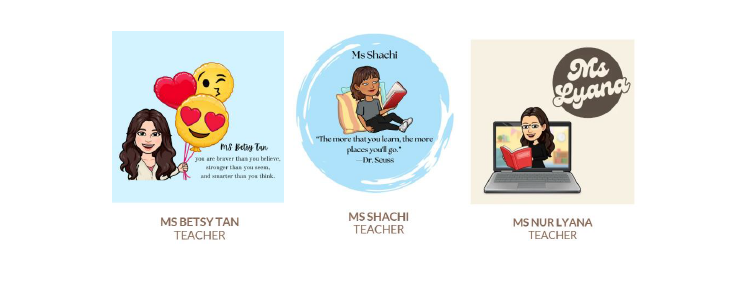 MS Betsy Tan
you are braver than you believe,
stronger than you seem,
and smarter than you think.
MS BETSY TAN
TEACHER
Ms Shachi
"The more that you learn, the more
places you'll go."
—Dr. Seuss
MS SHACHI
TEACHER
Ms
Lyana
MS NUR LYANA
TEACHER